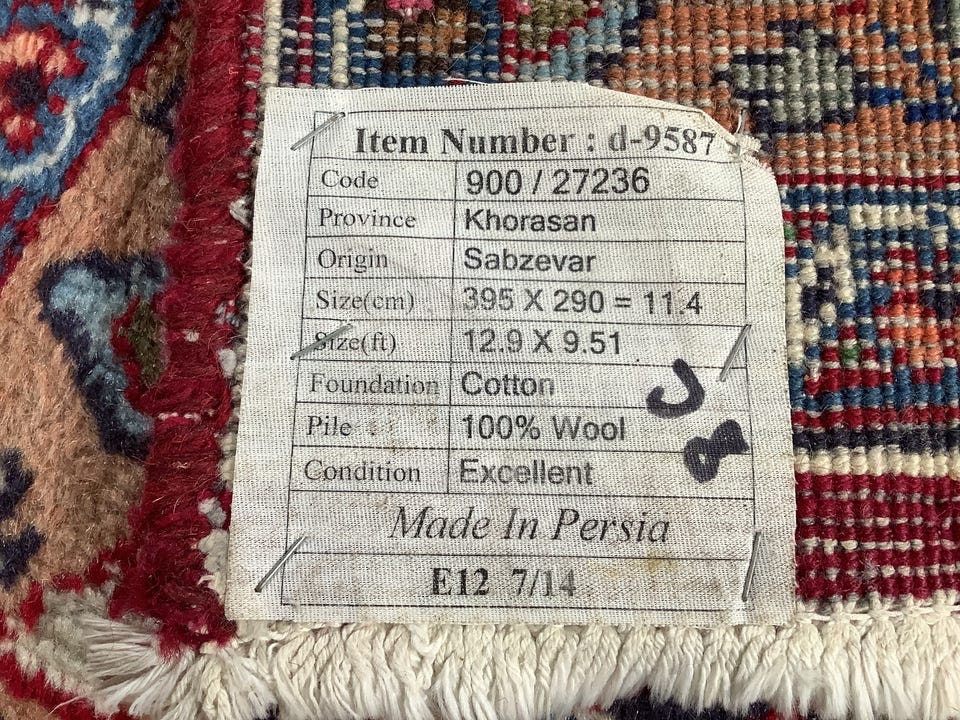 Item Number : d-9587
Code 900 / 27236
Province Khorasan
Origin Sabzevar
Size(cm) 395 X 290 = 11.4
Size(ft) 12.9 X 9.51
Foundation Cotton
Pile 100% Wool
Condition Excellent
Made In Persia
E12 7/14